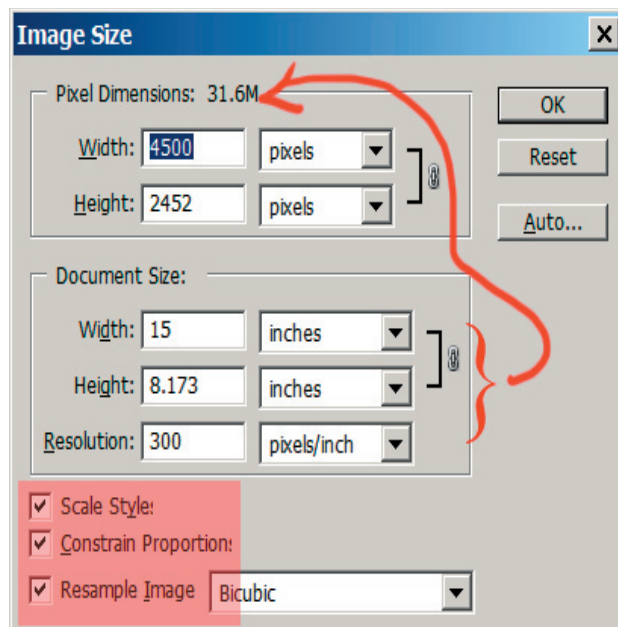 Image Size
Pixel Dimensions: 31.6M
OK
Width: 4500 pixels
Reset
Height: 2452 pixels
Auto...
Document Size:
Width: 15 inches
Height: 8.173 inches
Resolution: 300 pixels/inch
Scale Styles
Constrain Proportions
Resample Image Bicubic